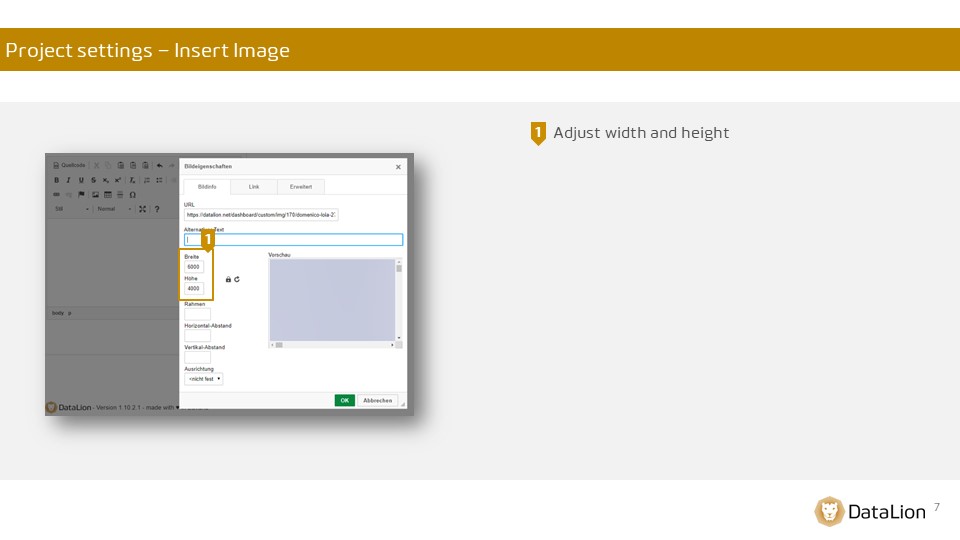 Project settings – Insert Image
1 Adjust width and height
Quellcode
Bildeigenschaften
Bildinfo Link Erweitert
URL
https://datalion.net/dashboard/custom/img/170/domenico-loia-2
Text
1
Breite
6000
Höhe
4000
Vorschau
Rahmen
Horizontal-Abstand
Vertikal-Abstand
Ausrichtung
<nicht fest
Stil Normal ?
body p
OK Abbrechen
DataLion - Version 1.10.2.1 - made with
DataLion 7